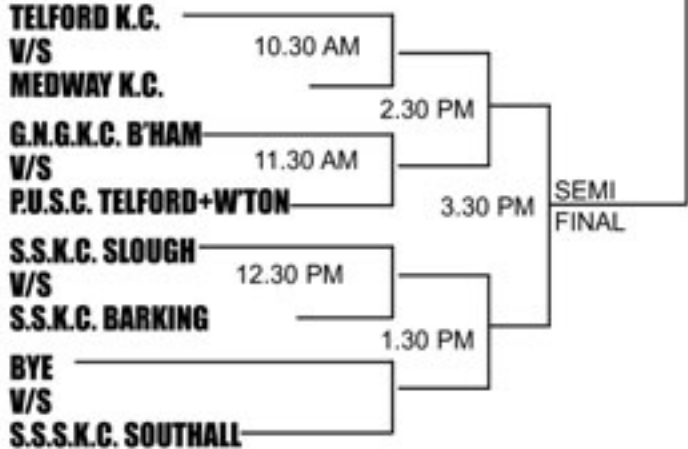 TELFORD K.C.
V/S
10.30 AM
MEDWAY K.C.
2.30 PM
G.N.G.K.C. B'HAM
V/S
11.30 AM
P.U.S.C. TELFORD+W'TON
3.30 PM
SEMI
FINAL
S.S.K.C. SLOUGH
V/S
12.30 PM
S.S.K.C. BARKING
1.30 PM
BYE
V/S
S.S.S.K.C. SOUTHALL